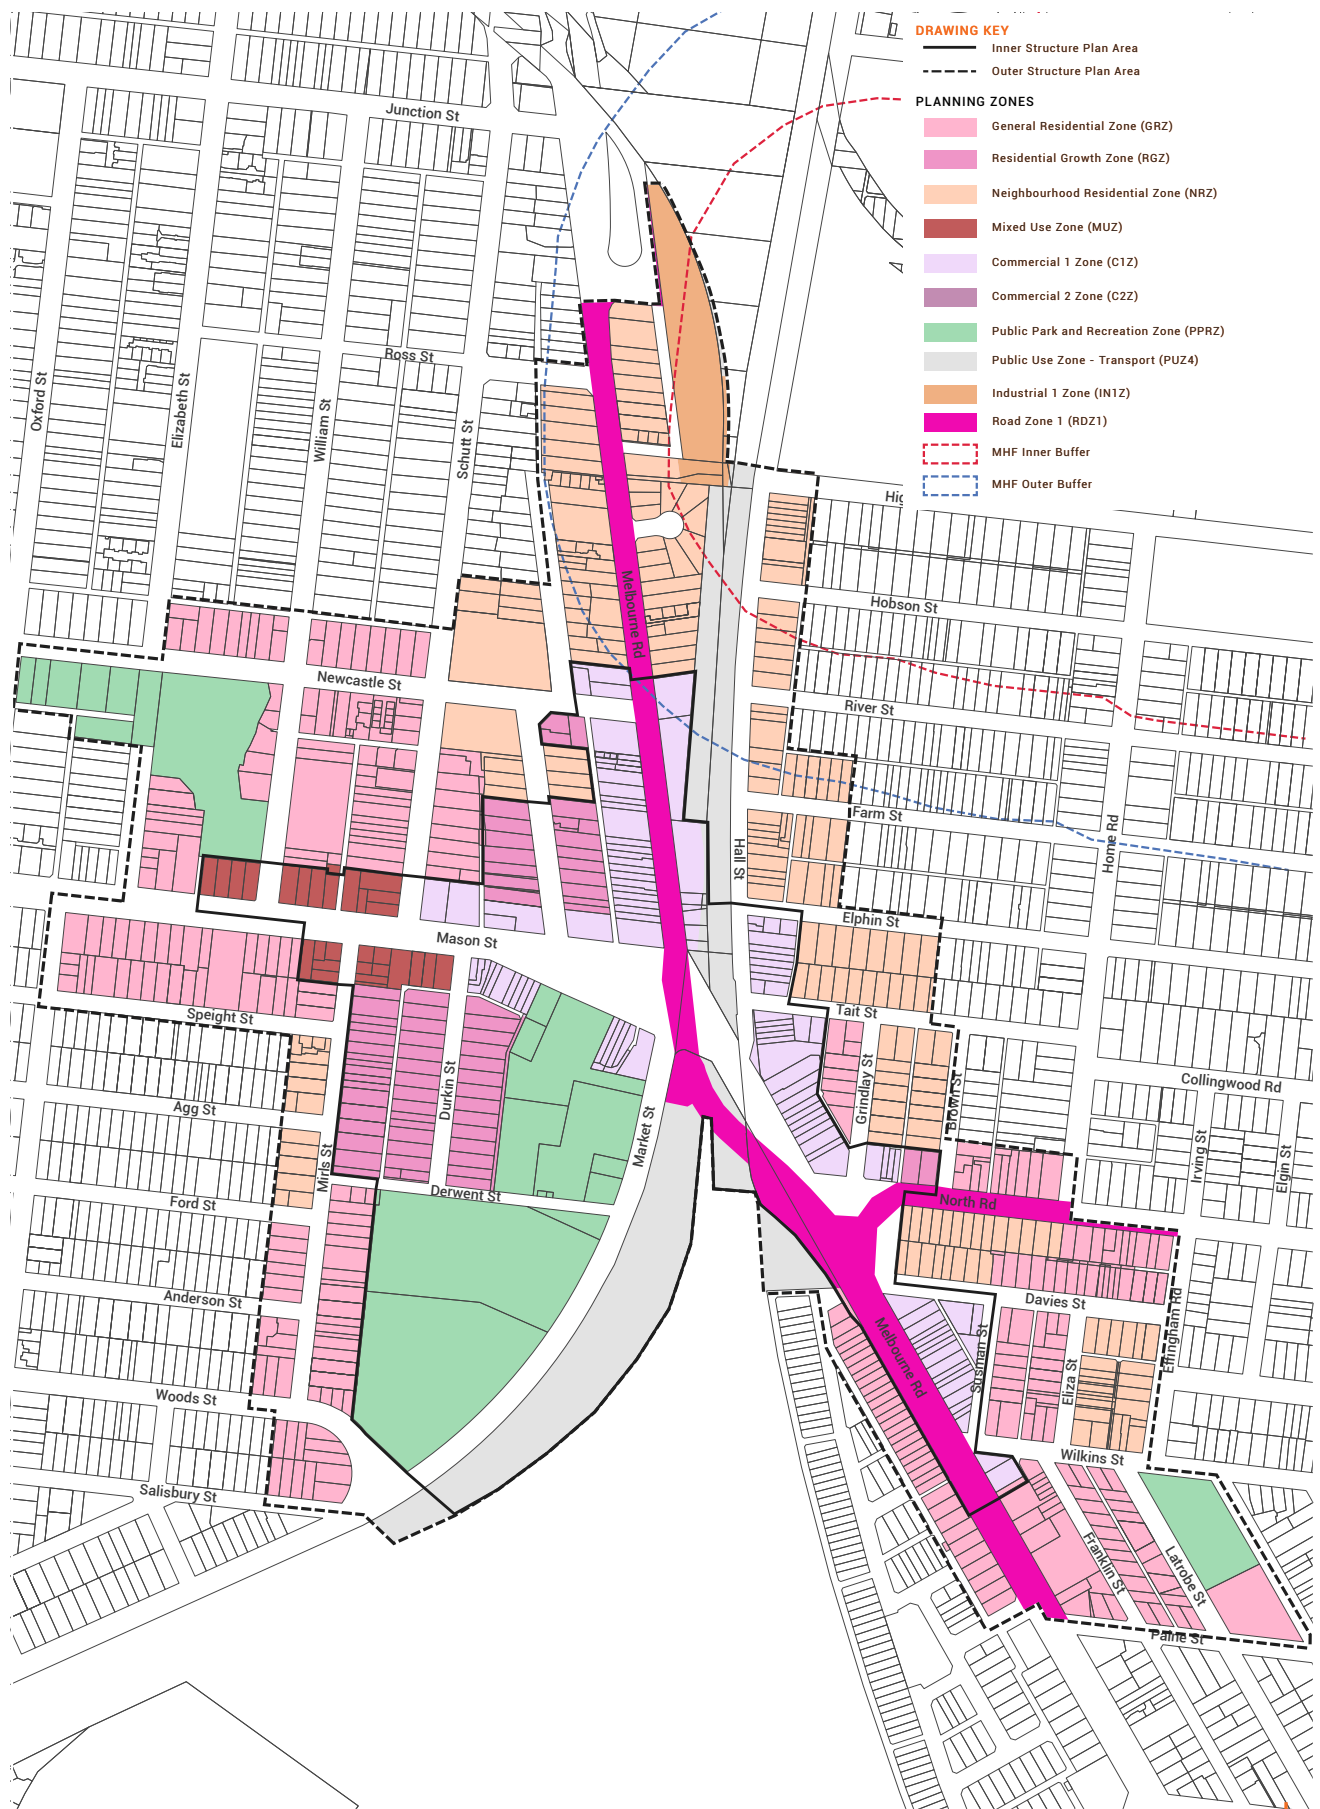 DRAWING KEY
Inner Structure Plan Area
Outer Structure Plan Area
PLANNING ZONES
General Residential Zone (GRZ)
Residential Growth Zone (RGZ)
Neighbourhood Residential Zone (NRZ)
Mixed Use Zone (MUZ)
Commercial 1 Zone (C1Z)
Commercial 2 Zone (C2Z)
Public Park and Recreation Zone (PPRZ)
Public Use Zone - Transport (PUZ4)
Industrial 1 Zone (IN1Z)
Road Zone 1 (RDZ1)
MHF Inner Buffer
MHF Outer Buffer
Junction St
Ross St
Oxford St
Elizabeth St
William St
Schutt St
Hig
Melbourne Rd
Hobson St
Newcastle St
River St
Farm St
Hall St
Home Rd
Elphin St
Mason St
Speight St
Tait St
Durkin St
Grindlay St
Brown St
Collingwood Rd
Agg St
Market St
Mirls St
Irving St
Elgin St
Ford St
Derwent St
North Rd
Anderson St
Davies St
Melbourne Rd
Susman St
Eliza St
Effingham Rd
Woods St
Wilkins St
Salisbury St
Franklin St
Latrobe St
Paine St